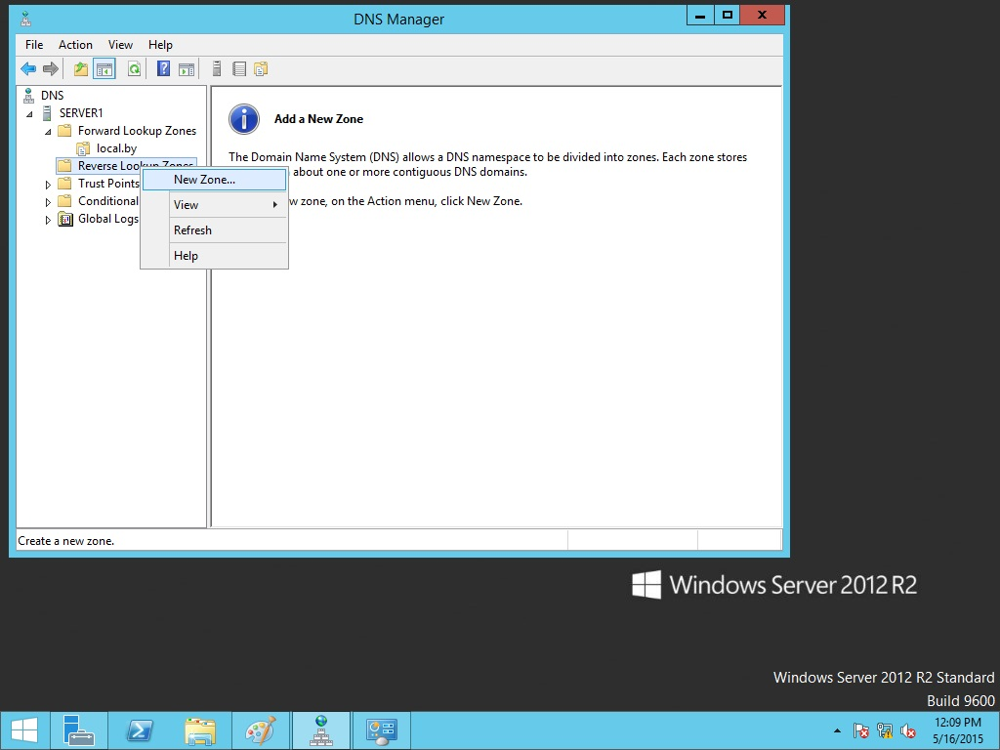 DNS Manager
File Action View Help
DNS
SERVER1
Forward Lookup Zones
local.by
Reverse Lookup Zones
Trust Points
Conditional
Global Logs
New Zone...
View
Refresh
Help
Add a New Zone
The Domain Name System (DNS) allows a DNS namespace to be divided into zones. Each zone stores
about one or more contiguous DNS domains.
w zone, on the Action menu, click New Zone.
Create a new zone.
Windows Server 2012 R2
Windows Server 2012 R2 Standard
Build 9600
12:09 PM
5/16/2015